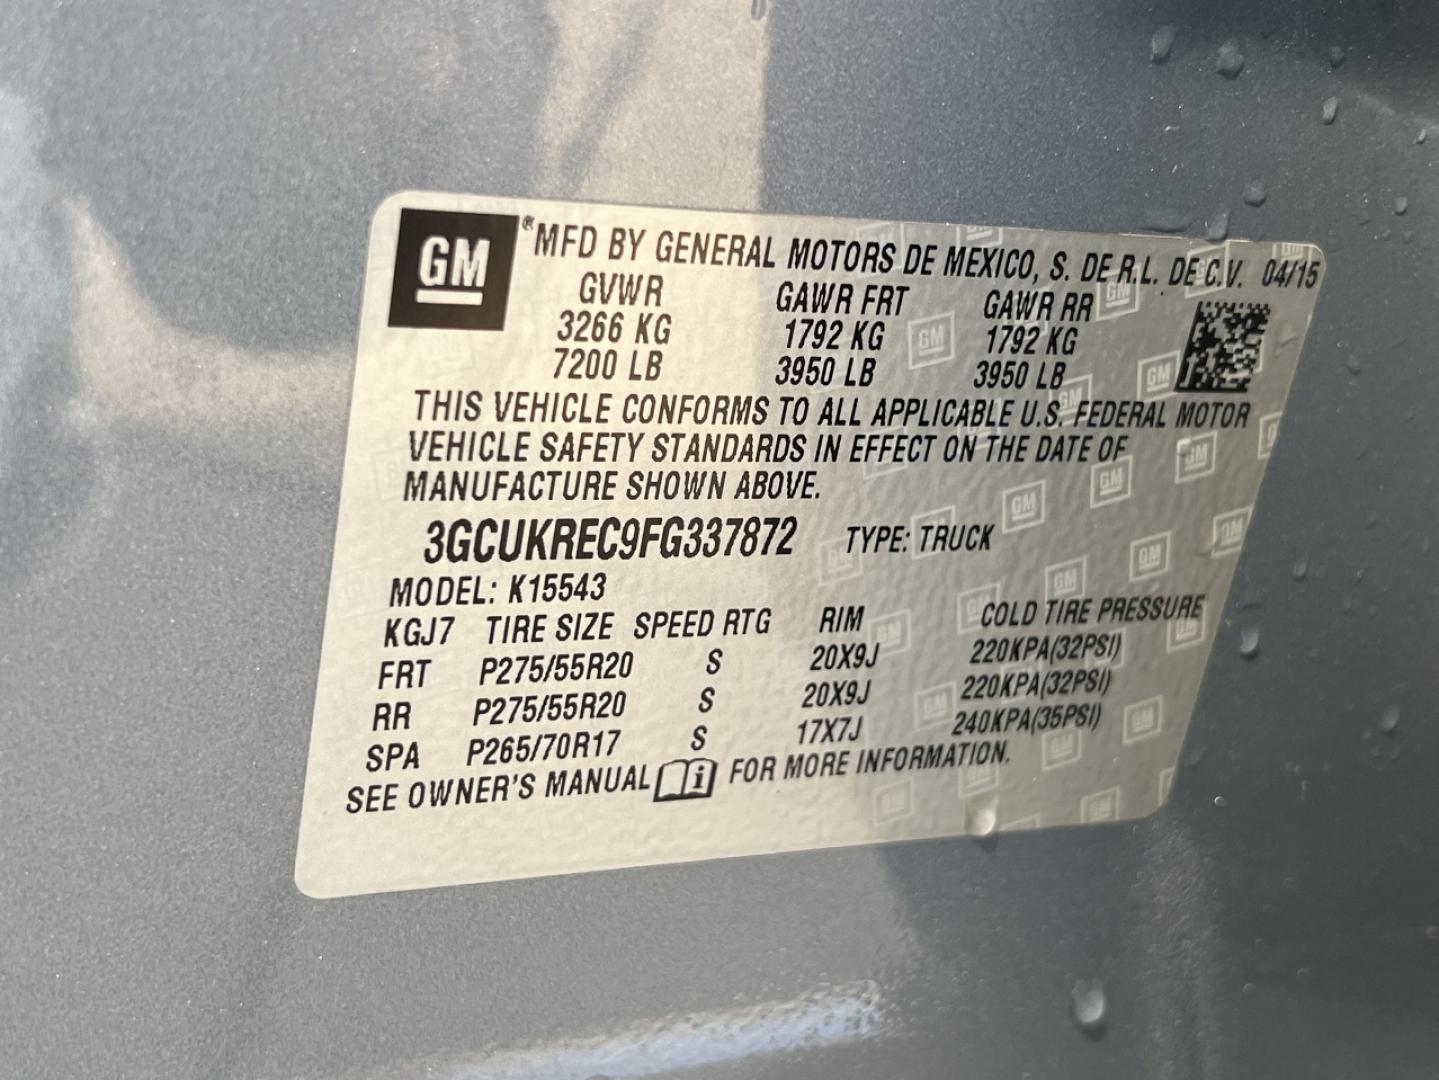 GM ® MFD BY GENERAL MOTORS DE MEXICO, S. DE R.L. DE C.V. 04/15
GVWR GAWR FRT GAWR RR
3266 KG 1792 KG 1792 KG
7200 LB 3950 LB 3950 LB
THIS VEHICLE CONFORMS TO ALL APPLICABLE U.S. FEDERAL MOTOR
VEHICLE SAFETY STANDARDS IN EFFECT ON THE DATE OF
MANUFACTURE SHOWN ABOVE.
3GCUKREC9FG337872 TYPE: TRUCK
MODEL: K15543
KGJ7 TIRE SIZE SPEED RTG RIM COLD TIRE PRESSURE
FRT P275/55R20 S 20X9J 220KPA(32PSI)
RR P275/55R20 S 20X9J 220KPA(32PSI)
SPA P265/70R17 S 17X7J 240KPA(35PSI)
SEE OWNER'S MANUAL i FOR MORE INFORMATION.